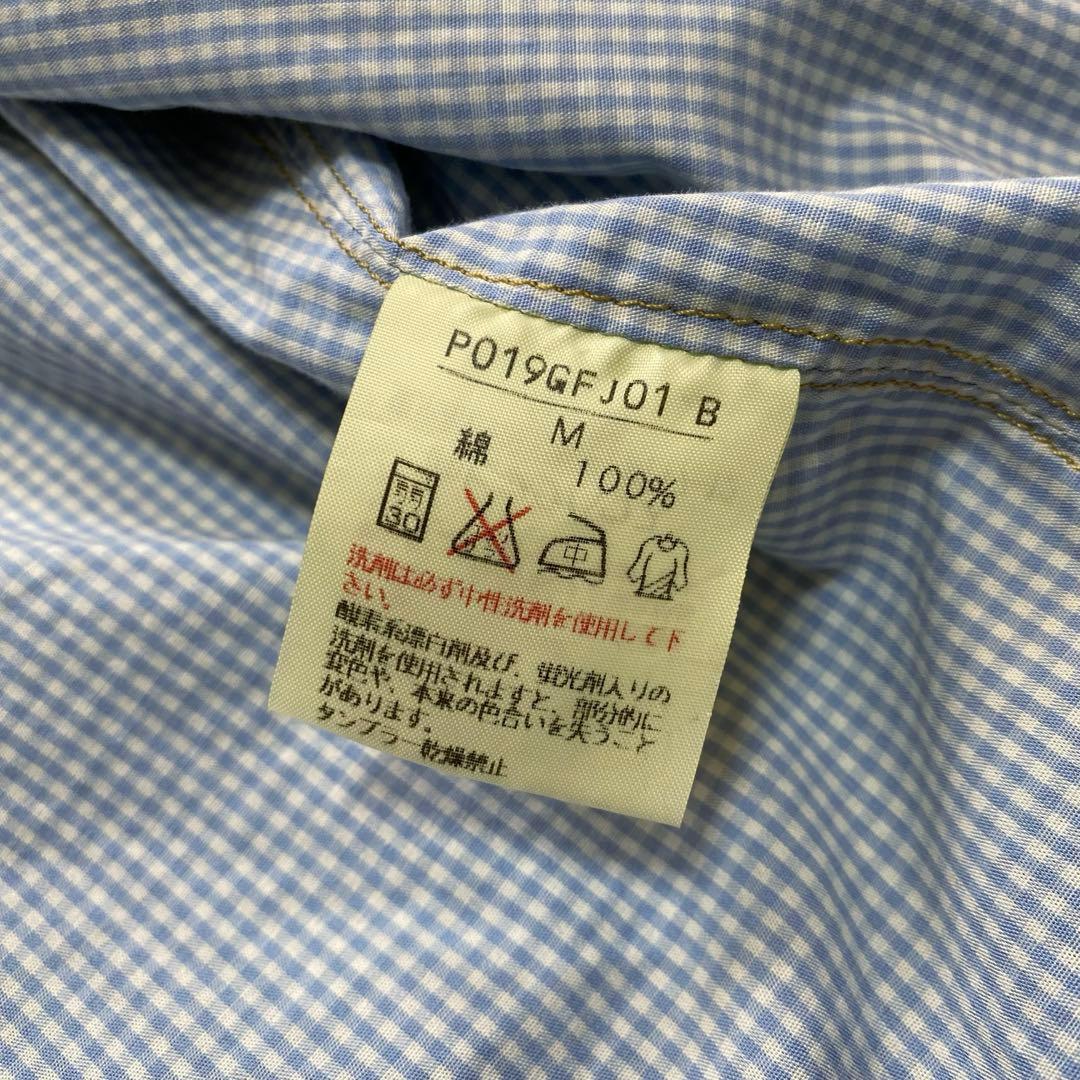 P019GFJ01 B
M
綿 100%
弱
30
中
洗剤は必ず中性洗剤を使用して下
さい。
酸素系漂白剤及び、蛍光剤入りの
洗剤を使用されますと、部分的に
変色や、本来の色合いを失うこと
があります。
タンブラー乾燥禁止